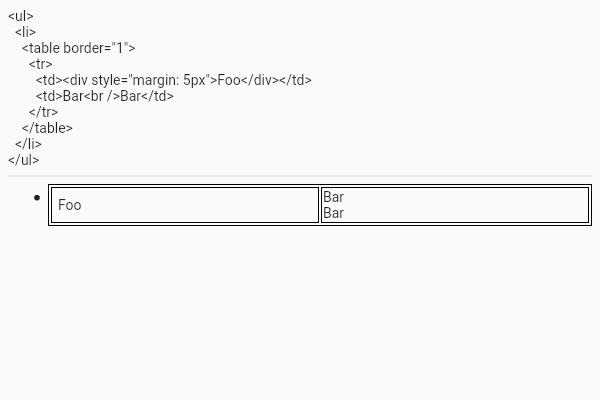 <ul>
<li>
<table border="1">
<tr>
<td><div style="margin: 5px">Foo</div></td>
<td>Bar<br />Bar</td>
</tr>
</table>
</li>
</ul>
Foo
Bar
Bar